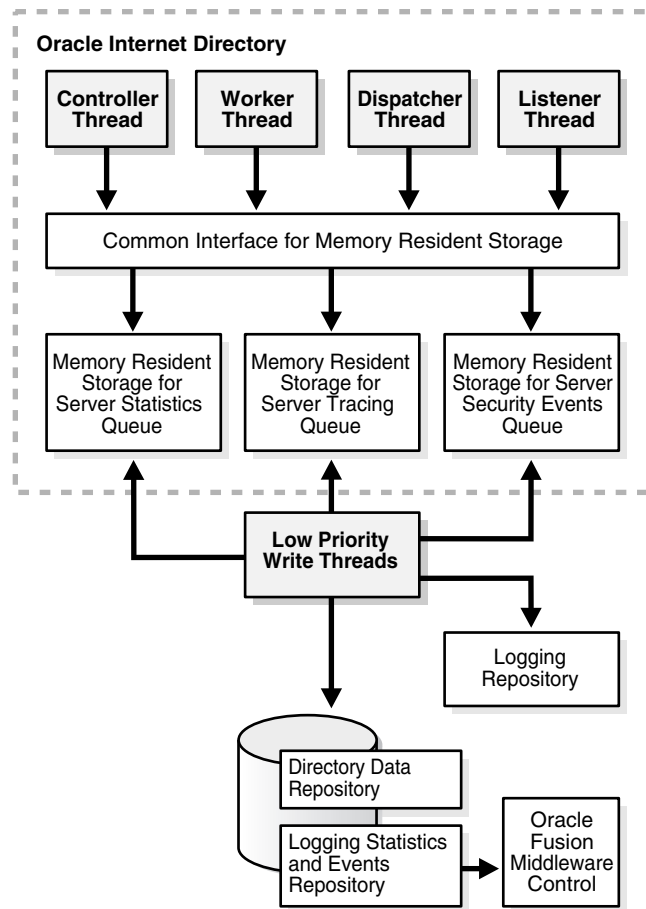 Oracle Internet Directory
Controller
Thread
Worker
Thread
Dispatcher
Thread
Listener
Thread
Common Interface for Memory Resident Storage
Memory Resident
Storage for
Server Statistics
Queue
Memory Resident
Storage for
Server Tracing
Queue
Memory Resident
Storage for Server
Security Events
Queue
Low Priority
Write Threads
Logging
Repository
Directory Data
Repository
Logging Statistics
and Events
Repository
Oracle
Fusion
Middleware
Control